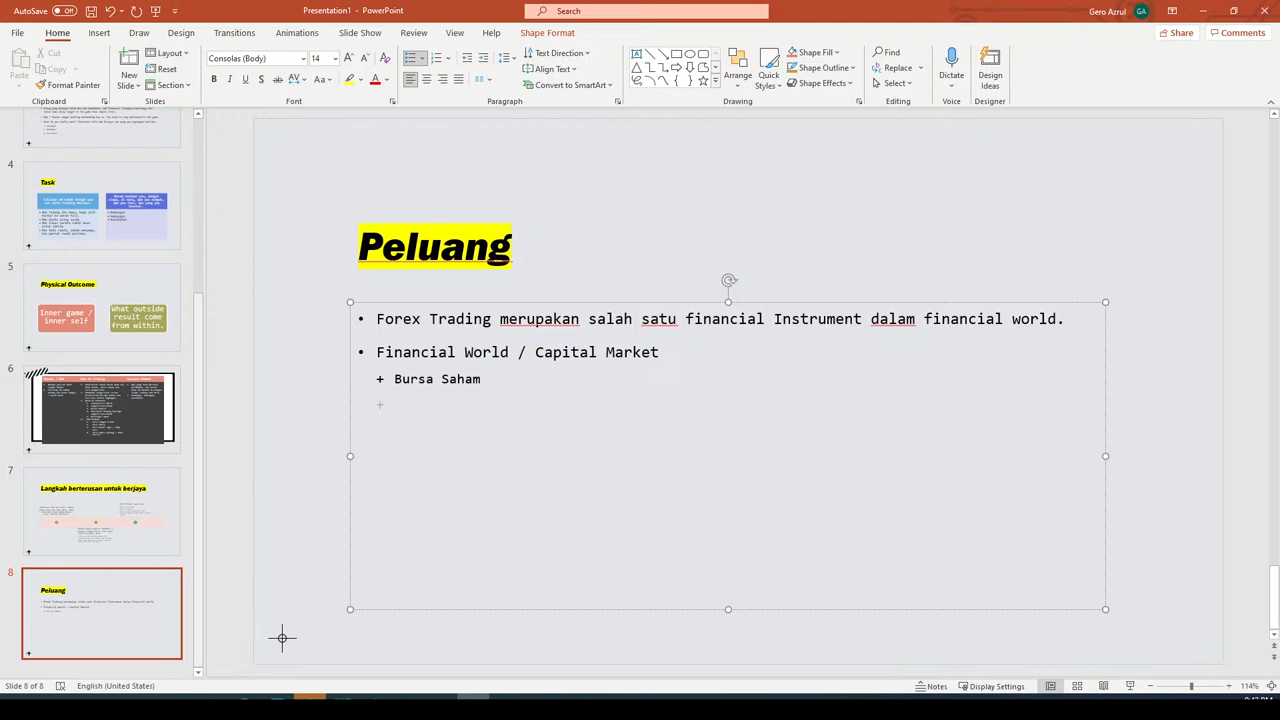 AutoSave Off
Presentation1 - PowerPoint
Search
Gero Azrul GA
File Home Insert Draw Design Transitions Animations Slide Show Review View Help Shape Format
Share Comments
Paste
Cut
Copy
Format Painter
Clipboard
New Slide
Layout
Reset
Section
Slides
Consolas (Body) 14
Font
Text Direction
Align Text
Convert to SmartArt
Paragraph
Arrange
Quick Styles
Shape Fill
Shape Outline
Shape Effects
Drawing
Find
Replace
Select
Editing
Dictate
Voice
Design Ideas
Designer
4
Task
5
Physical Outcome
Inner game / inner self
What outside result come from within.
6
7
Langkah berterusan untuk berjaya
8
Peluang
Peluang
• Forex Trading merupakan salah satu financial Instrument dalam financial world.
• Financial World / Capital Market
+ Bursa Saham
+
Slide 8 of 8
English (United States)
Notes
Display Settings
114%